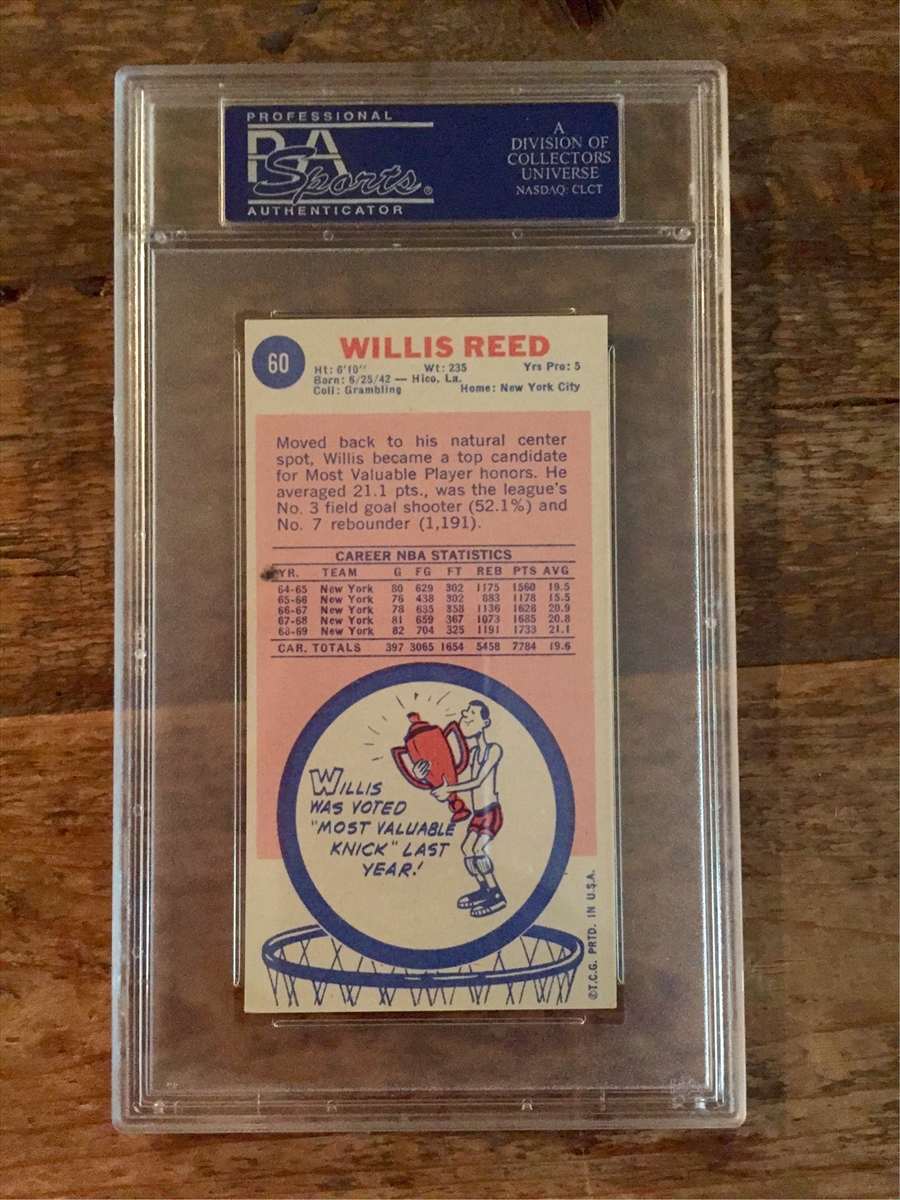 PROFESSIONAL
PSA
Sports®
AUTHENTICATOR
A
DIVISION OF
COLLECTORS
UNIVERSE
NASDAQ: CLCT
60
WILLIS REED
Ht: 6'10" Wt: 235 Yrs Pro: 5
Born: 6/25/42 — Hico, La.
Coll: Grambling Home: New York City
Moved back to his natural center
spot, Willis became a top candidate
for Most Valuable Player honors. He
averaged 21.1 pts., was the league's
No. 3 field goal shooter (52.1%) and
No. 7 rebounder (1,191).
CAREER NBA STATISTICS
YR. TEAM G FG FT REB PTS AVG
64-65 New York 80 629 302 1175 1560 19.5
65-66 New York 76 438 302 883 1178 15.5
66-67 New York 78 635 358 1136 1628 20.9
67-68 New York 81 659 367 1073 1685 20.8
68-69 New York 82 704 325 1191 1733 21.1
CAR. TOTALS 397 3065 1654 5458 7784 19.6
WILLIS
WAS VOTED
"MOST VALUABLE
KNICK" LAST
YEAR!
©T.C.G. PRTD. IN U.S.A.